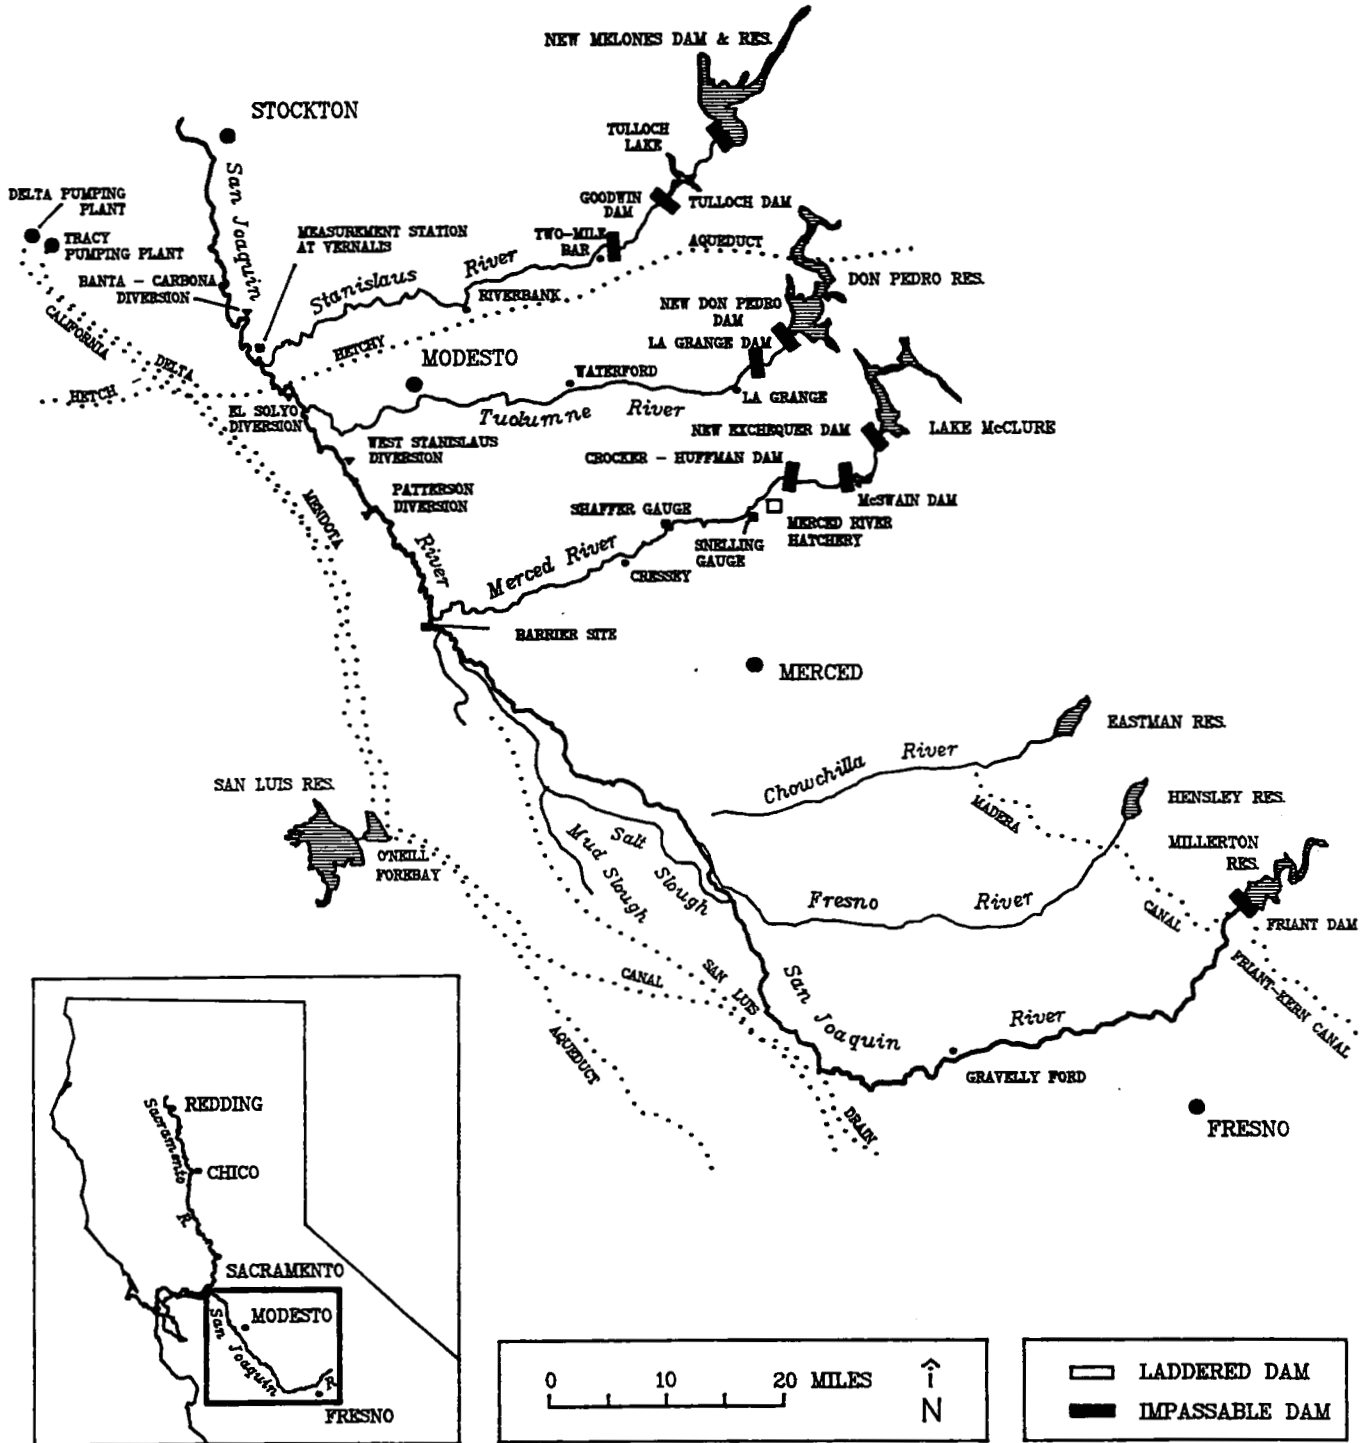 NEW MELONES DAM & RES.
STOCKTON
TULLOCH
LAKE
San Joaquin
DELTA PUMPING
PLANT
GOODWIN
DAM
TULLOCH DAM
TRACY
PUMPING PLANT
MEASUREMENT STATION
AT VERNALIS
TWO-MILE
BAR
AQUEDUCT
BANTA - CARBONA
DIVERSION
Stanislaus River
RIVERBANK
DON PEDRO RES.
NEW DON PEDRO
DAM
CALIFORNIA
HETCHY
LA GRANGE DAM
MODESTO
DELTA
WATERFORD
HETCH -
LA GRANGE
EL SOLYO
DIVERSION
Tuolumne River
NEW EXCHEQUER DAM
LAKE McCLURE
WEST STANISLAUS
DIVERSION
CROCKER - HUFFMAN DAM
PATTERSON
DIVERSION
McSWAIN DAM
MENDOTA
SHAFFER GAUGE
MERCED RIVER
HATCHERY
River
SNELLING
GAUGE
Merced River
CRESSEY
BARRIER SITE
MERCED
EASTMAN RES.
Chowchilla River
SAN LUIS RES.
HENSLEY RES.
MADERA
MILLERTON
RES.
O'NEILL
FOREBAY
Salt Slough
Mud Slough
Fresno River
CANAL
FRIANT DAM
FRIANT-KERN CANAL
CANAL
SAN LUIS
San Joaquin River
AQUEDUCT
GRAVELLY FORD
DRAIN
FRESNO
REDDING
Sacramento
CHICO
R
SACRAMENTO
MODESTO
San Joaquin
R
FRESNO
0 10 20 MILES
N
LADDERED DAM
IMPASSABLE DAM